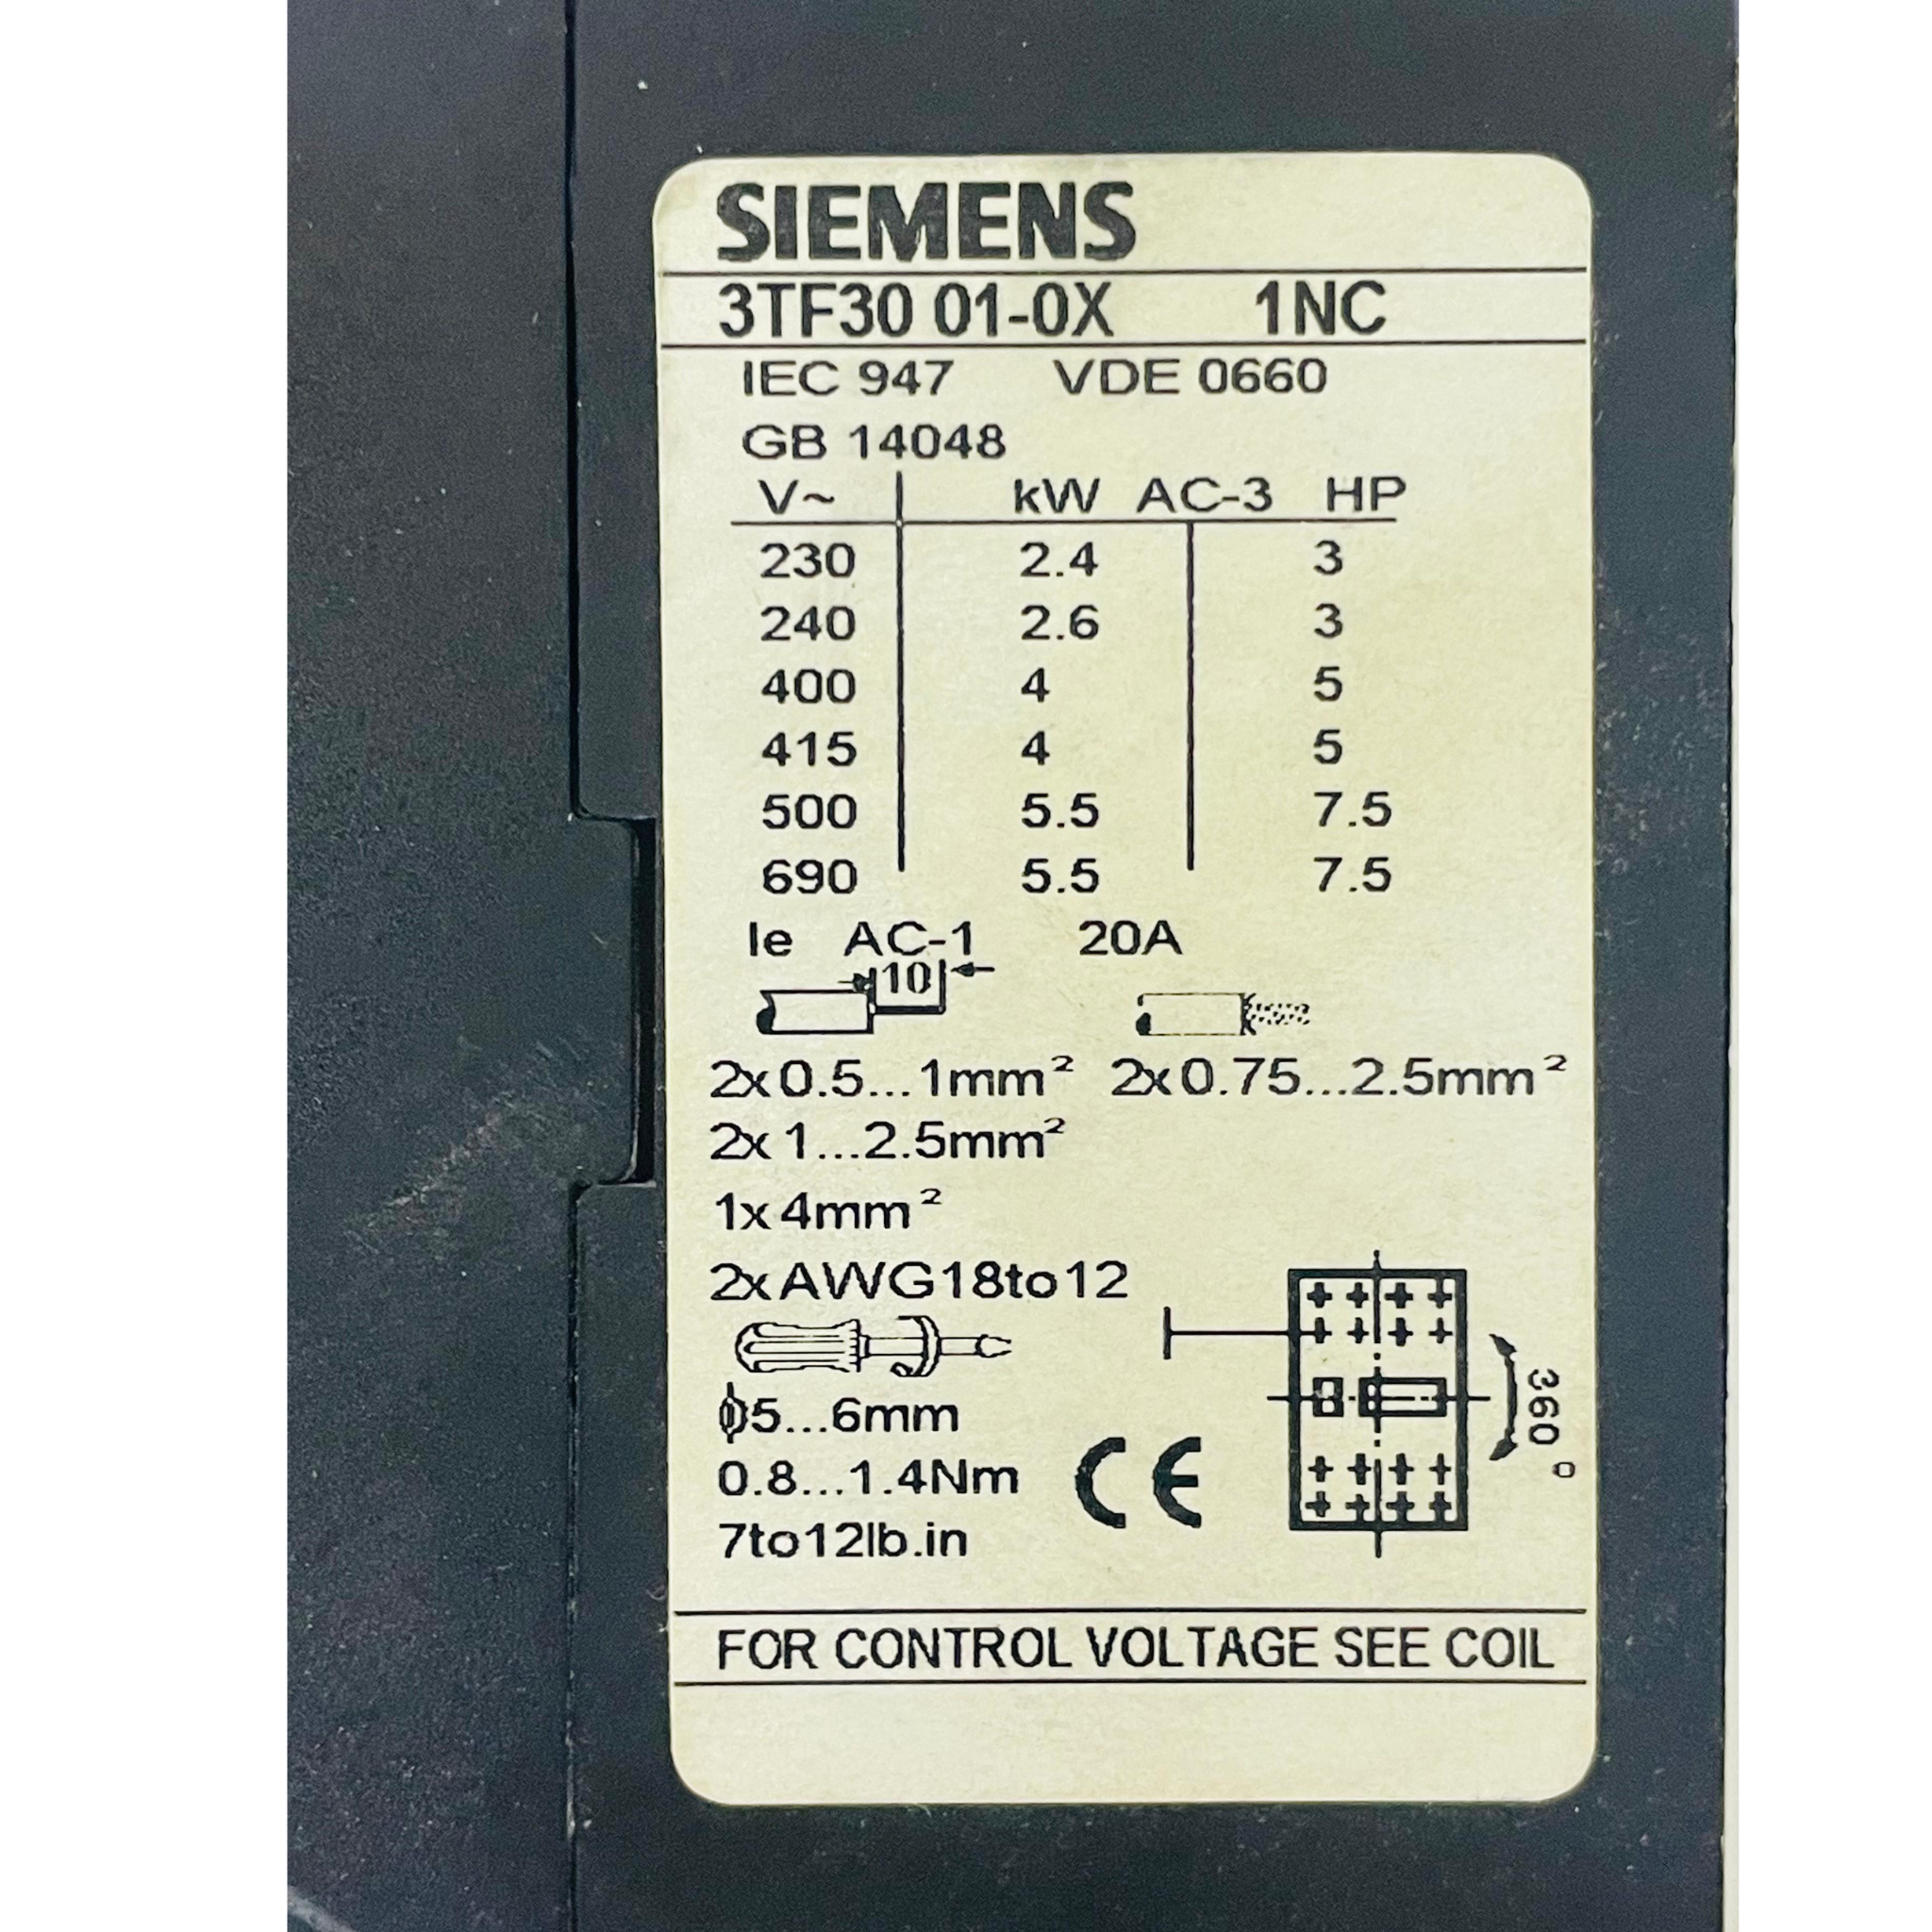 SIEMENS
3TF30 01-0X 1NC
IEC 947 VDE 0660
GB 14048
V~ kW AC-3 HP
230 2.4 3
240 2.6 3
400 4 5
415 4 5
500 5.5 7.5
690 5.5 7.5
Ie AC-1 20A
10
2x0.5...1mm² 2x0.75...2.5mm²
2x1...2.5mm²
1x4mm²
2xAWG18to12
ϕ5...6mm
360°
0.8...1.4Nm
CE
7to12lb.in
FOR CONTROL VOLTAGE SEE COIL